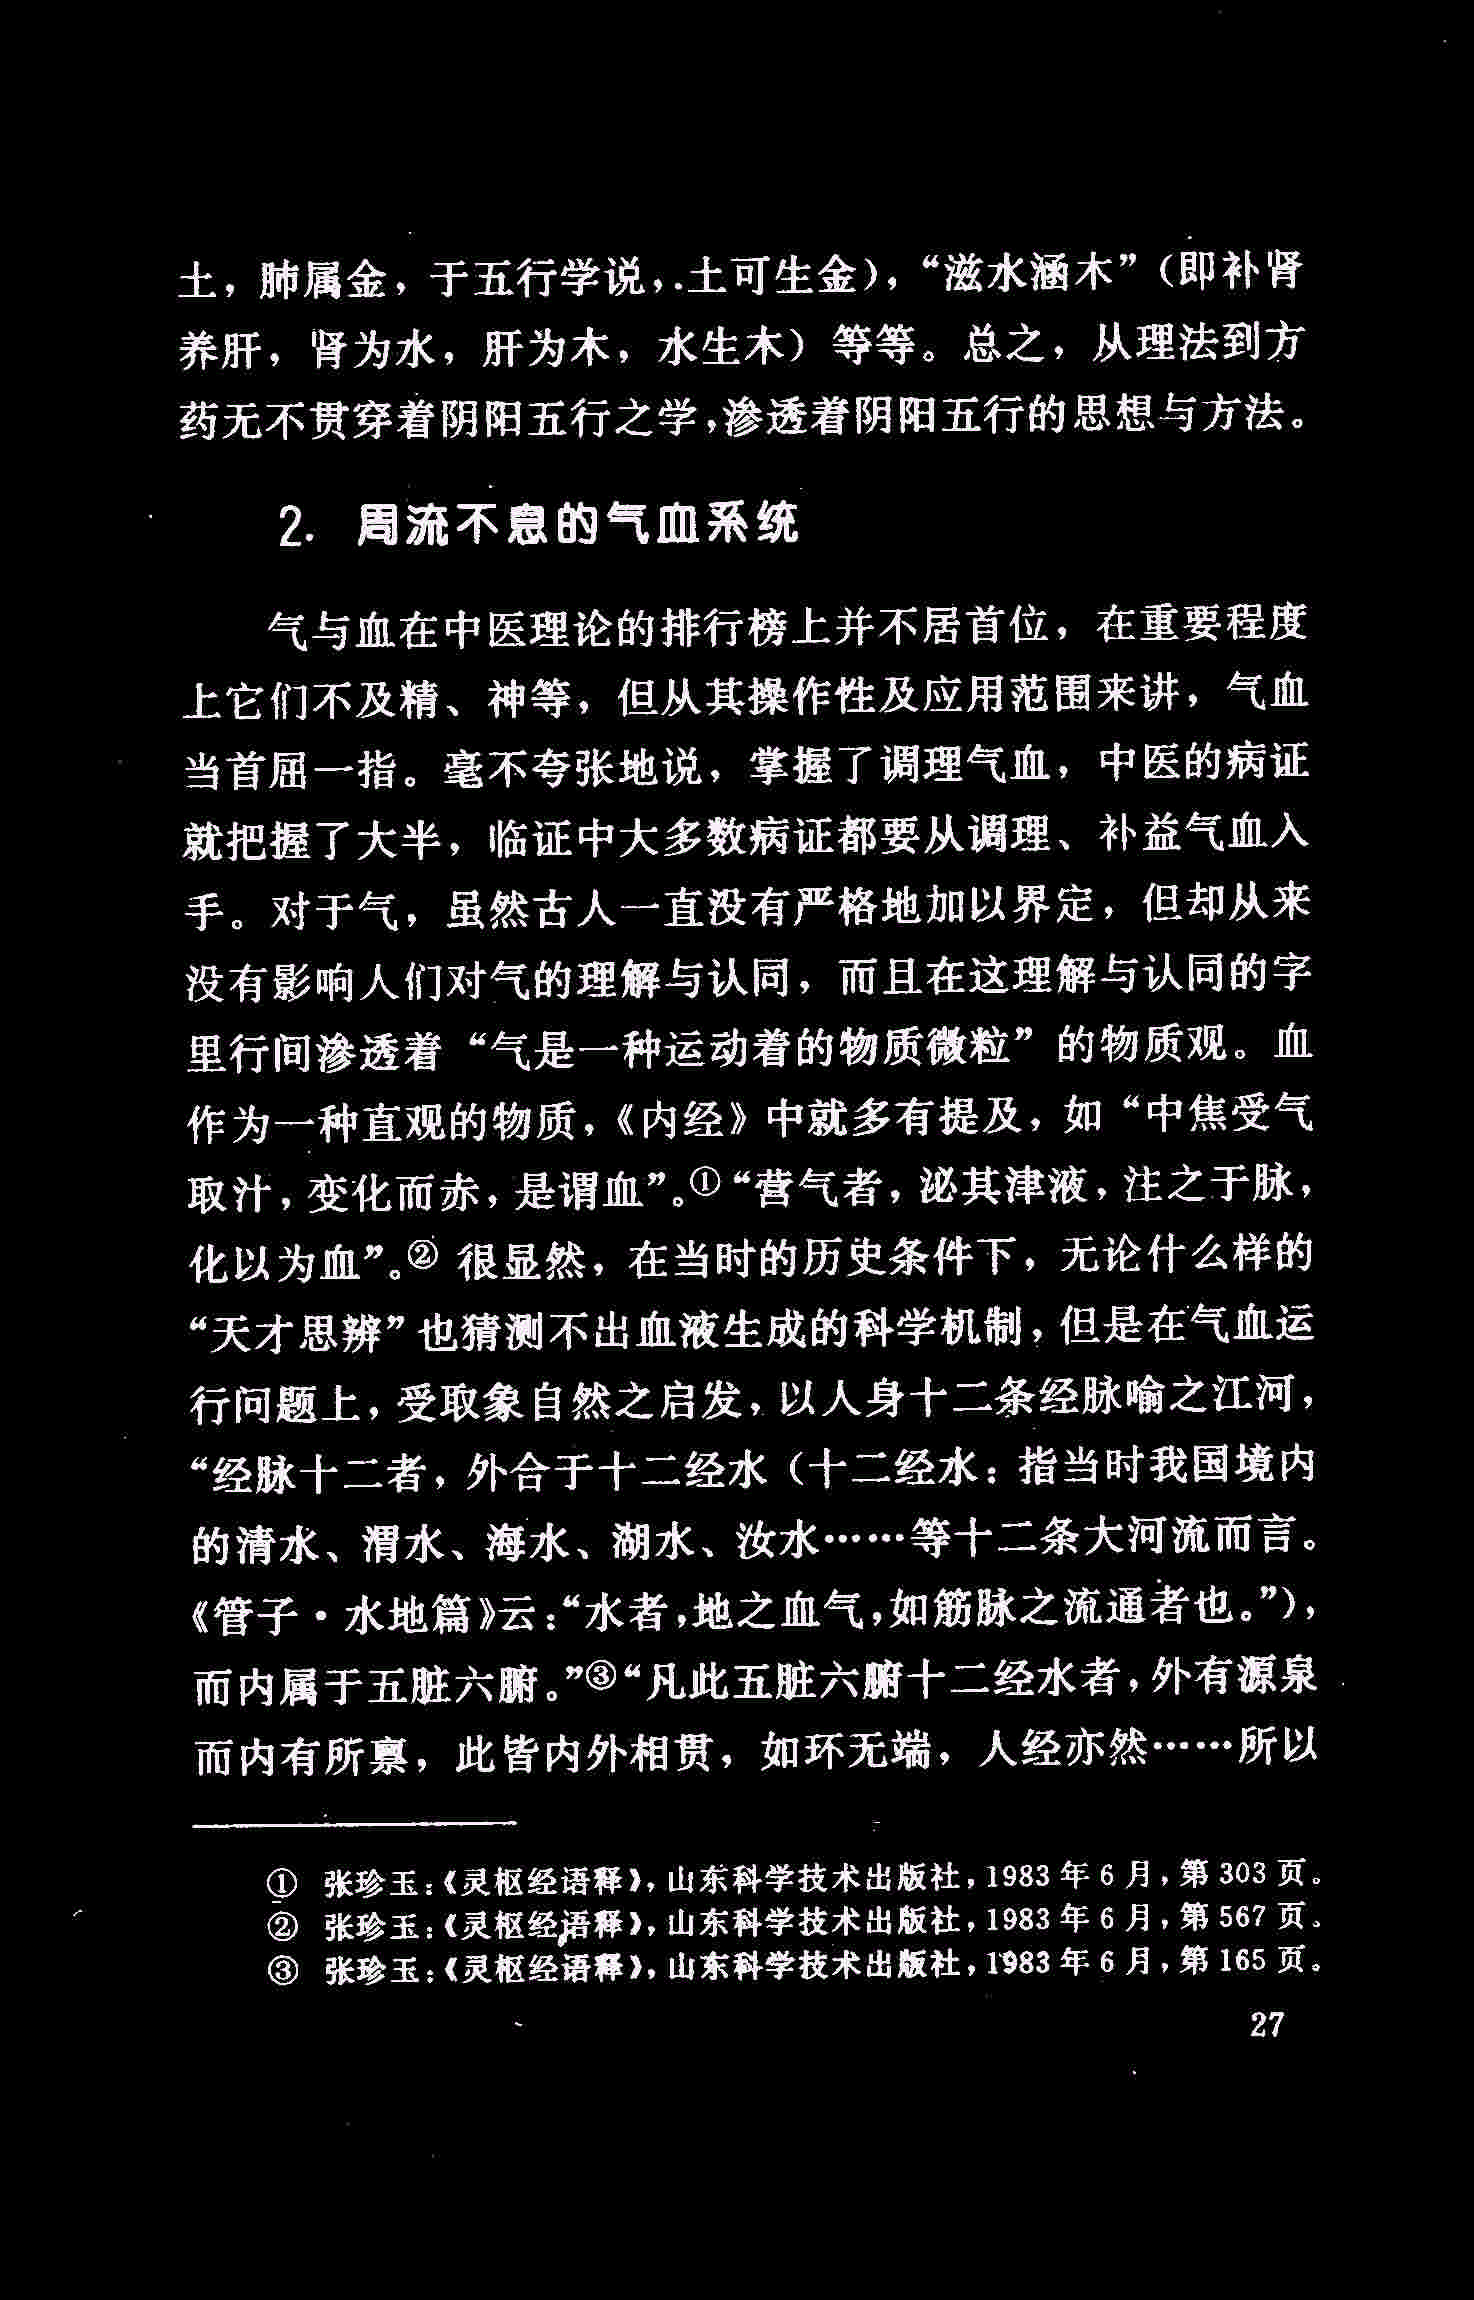 土，肺属金，于五行学说，土可生金），“滋水涵木”（即补肾
养肝，肾为水，肝为木，水生木）等等。总之，从理法到方
药无不贯穿着阴阳五行之学，渗透着阴阳五行的思想与方法。
2. 周流不息的气血系统
气与血在中医理论的排行榜上并不居首位，在重要程度
上它们不及精、神等，但从其操作性及应用范围来讲，气血
当首屈一指。毫不夸张地说，掌握了调理气血，中医的病证
就把握了大半，临证中大多数病证都要从调理、补益气血入
手。对于气，虽然古人一直没有严格地加以界定，但却从来
没有影响人们对气的理解与认同，而且在这理解与认同的字
里行间渗透着“气是一种运动着的物质微粒”的物质观。血
作为一种直观的物质，《内经》中就多有提及，如“中焦受气
取汁，变化而赤，是谓血”。①“营气者，泌其津液，注之于脉，
化以为血”。② 很显然，在当时的历史条件下，无论什么样的
“天才思辨”也猜测不出血液生成的科学机制，但是在气血运
行问题上，受取象自然之启发，以人身十二条经脉喻之江河，
“经脉十二者，外合于十二经水（十二经水：指当时我国境内
的清水、渭水、海水、湖水、汝水……等十二条大河流而言。
《管子·水地篇》云：“水者，地之血气，如筋脉之流通者也。”），
而内属于五脏六腑。”③“凡此五脏六腑十二经水者，外有源泉
而内有所禀，此皆内外相贯，如环无端，人经亦然……所以
① 张珍玉：《灵枢经语释》，山东科学技术出版社，1983 年 6 月，第 303 页。
② 张珍玉：《灵枢经语释》，山东科学技术出版社，1983 年 6 月，第 567 页。
③ 张珍玉：《灵枢经语释》，山东科学技术出版社，1983 年 6 月，第 165 页。
27